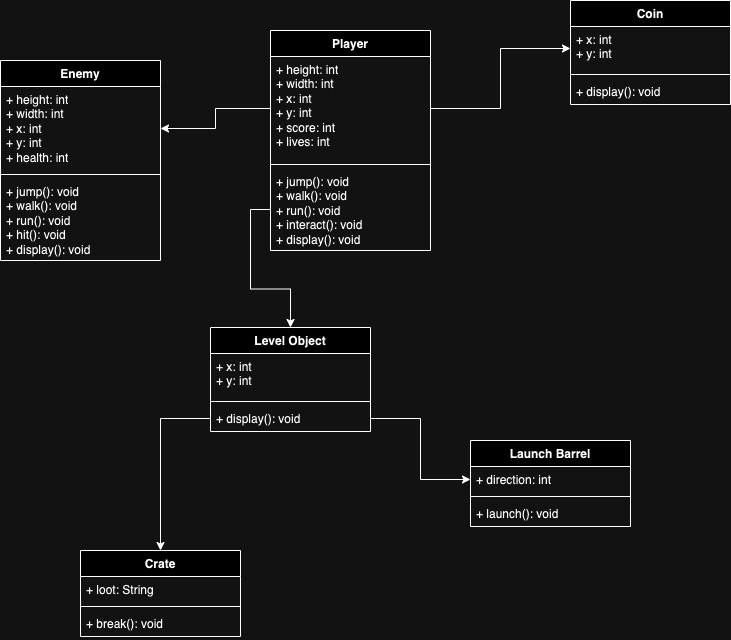 Enemy
+ height: int
+ width: int
+ x: int
+ y: int
+ health: int
+ jump(): void
+ walk(): void
+ run(): void
+ hit(): void
+ display(): void
Player
+ height: int
+ width: int
+ x: int
+ y: int
+ score: int
+ lives: int
+ jump(): void
+ walk(): void
+ run(): void
+ interact(): void
+ display(): void
Coin
+ x: int
+ y: int
+ display(): void
Level Object
+ x: int
+ y: int
+ display(): void
Launch Barrel
+ direction: int
+ launch(): void
Crate
+ loot: String
+ break(): void